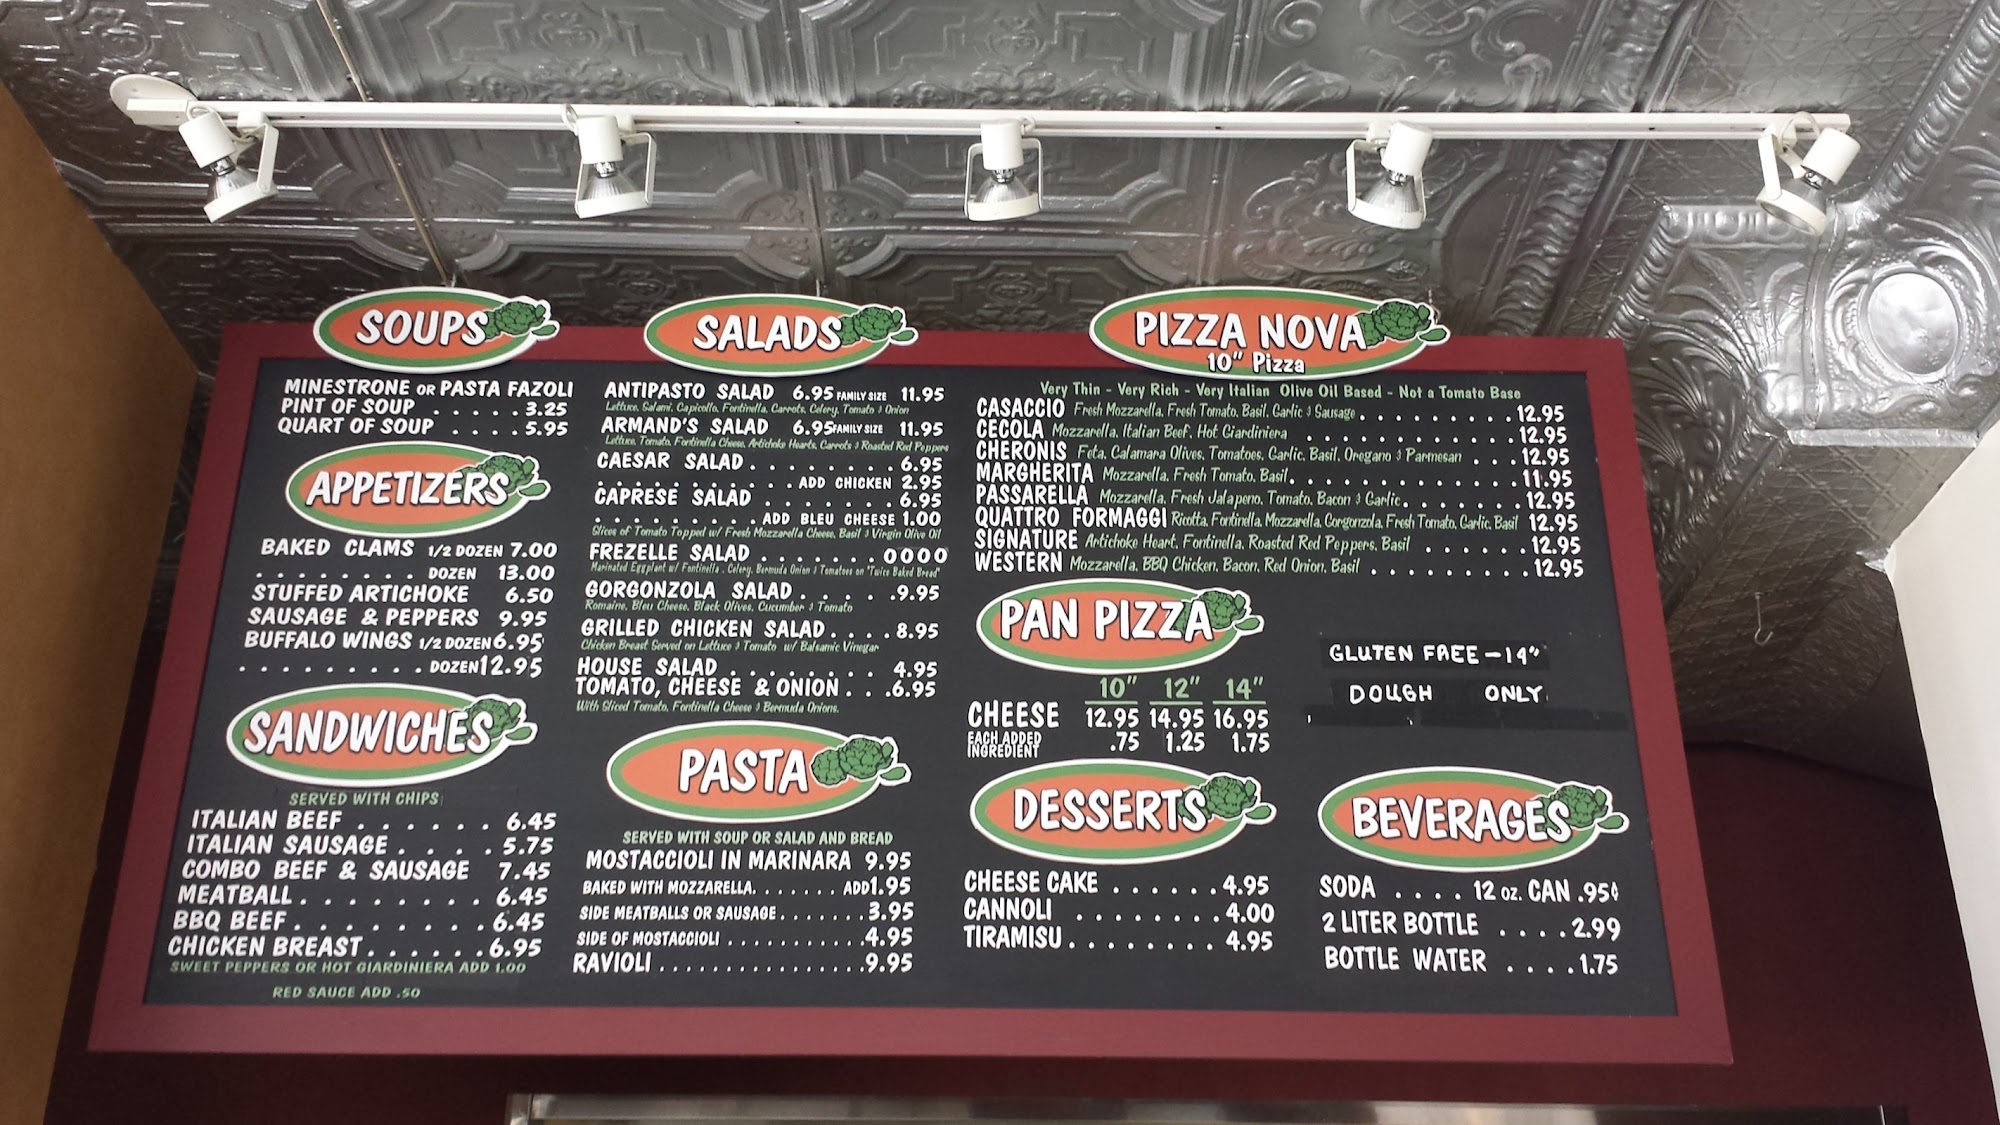 SOUPS
MINESTRONE OR PASTA FAZOLI
PINT OF SOUP . . . . . 3.25
QUART OF SOUP . . . . 5.95
APPETIZERS
BAKED CLAMS 1/2 DOZEN 7.00
. . . . . . . . DOZEN 13.00
STUFFED ARTICHOKE 6.50
SAUSAGE & PEPPERS 9.95
BUFFALO WINGS 1/2 DOZEN 6.95
. . . . . . . . . DOZEN 12.95
SANDWICHES
SERVED WITH CHIPS
ITALIAN BEEF . . . . . . 6.45
ITALIAN SAUSAGE . . . . 5.75
COMBO BEEF & SAUSAGE 7.45
MEATBALL . . . . . . . . 6.45
BBQ BEEF . . . . . . . . 6.45
CHICKEN BREAST . . . . . 6.95
SWEET PEPPERS OR HOT GIARDINIERA ADD 1.00
RED SAUCE ADD .50
SALADS
ANTIPASTO SALAD 6.95 FAMILY SIZE 11.95
Lettuce, Salami, Capicollo, Fontinella, Carrots, Celery, Tomato & Onion
ARMAND'S SALAD 6.95 FAMILY SIZE 11.95
Lettuce, Tomato, Fontinella Cheese, Artichoke Hearts, Carrots & Roasted Red Peppers
CAESAR SALAD . . . . . . . . 6.95
. . . . . . . . . . . ADD CHICKEN 2.95
CAPRESE SALAD . . . . . . . 6.95
. . . . . . . . . ADD BLEU CHEESE 1.00
Slices of Tomato Topped w/ Fresh Mozzarella Cheese, Basil & Virgin Olive Oil
FREZELLE SALAD . . . . . . . 0000
Marinated Eggplant w/ Fontinella, Celery, Bermuda Onion & Tomatoes on "Twice Baked Bread"
GORGONZOLA SALAD . . . . . 9.95
Romaine, Bleu Cheese, Black Olives, Cucumber & Tomato
GRILLED CHICKEN SALAD . . . . 8.95
Chicken Breast Served on Lettuce & Tomato w/ Balsamic Vinegar
HOUSE SALAD . . . . . . . 4.95
TOMATO, CHEESE & ONION . . . 6.95
With Sliced Tomato, Fontinella Cheese & Bermuda Onions.
PASTA
SERVED WITH SOUP OR SALAD AND BREAD
MOSTACCIOLI IN MARINARA 9.95
BAKED WITH MOZZARELLA. . . . . . . ADD 1.95
SIDE MEATBALLS OR SAUSAGE . . . . . . . 3.95
SIDE OF MOSTACCIOLI . . . . . . . . . . . 4.95
RAVIOLI . . . . . . . . . . . . . . . 9.95
PIZZA NOVA
10" Pizza
Very Thin - Very Rich - Very Italian Olive Oil Based - Not a Tomato Base
CASACCIO Fresh Mozzarella, Fresh Tomato, Basil, Garlic & Sausage . . . . . . . . 12.95
CECOLA Mozzarella, Italian Beef, Hot Giardiniera . . . . . . . . . . . 12.95
CHERONIS Feta, Calamara Olives, Tomatoes, Garlic, Basil, Oregano & Parmesan . . . 12.95
MARGHERITA Mozzarella, Fresh Tomato, Basil . . . . . . . . . . . . 11.95
PASSARELLA Mozzarella, Fresh Jalapeno, Tomato, Bacon & Garlic . . . . . . 12.95
QUATTRO FORMAGGI Ricotta, Fontinella, Mozzarella, Gorgonzola, Fresh Tomato, Garlic, Basil 12.95
SIGNATURE Artichoke Heart, Fontinella, Roasted Red Peppers, Basil . . . . . . 12.95
WESTERN Mozzarella, BBQ Chicken, Bacon, Red Onion, Basil . . . . . . . . . 12.95
PAN PIZZA
10" 12" 14"
CHEESE 12.95 14.95 16.95
EACH ADDED INGREDIENT .75 1.25 1.75
GLUTEN FREE-14"
DOUGH ONLY
DESSERTS
CHEESE CAKE . . . . . . 4.95
CANNOLI . . . . . . . . 4.00
TIRAMISU . . . . . . . . 4.95
BEVERAGES
SODA . . . . 12 OZ. CAN .95¢
2 LITER BOTTLE . . . . 2.99
BOTTLE WATER . . . . 1.75